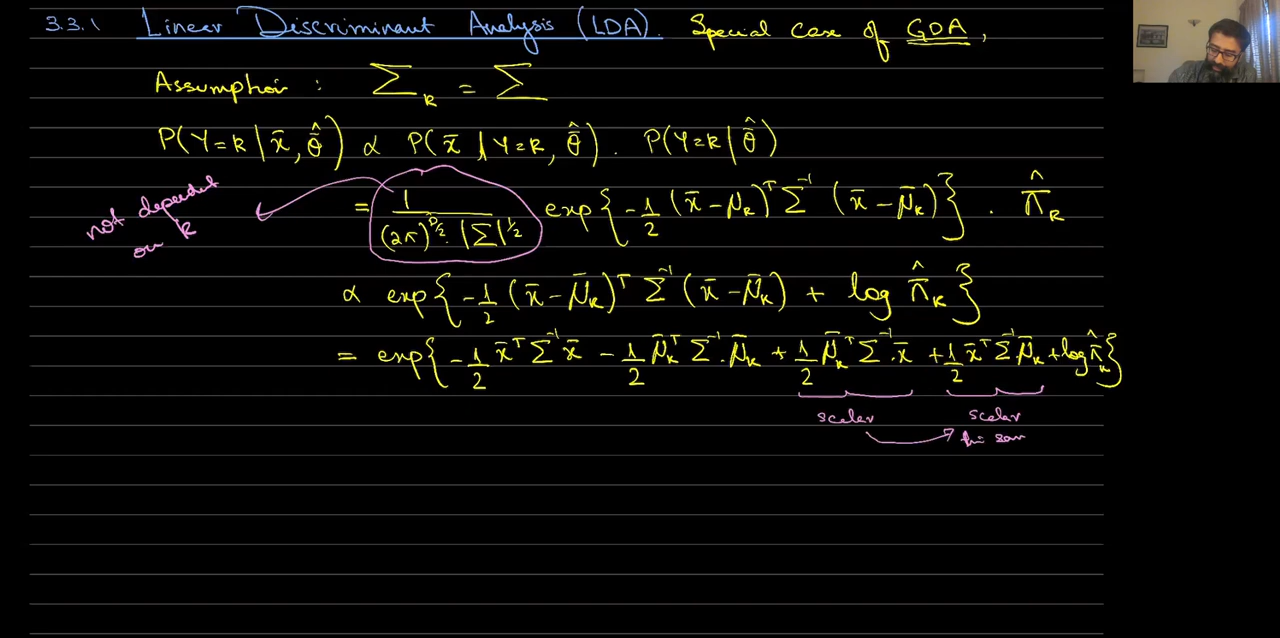 3.3.1 Linear Discriminant Analysis (LDA). Special case of GDA,
Assumption : Σ_k = Σ
P(Y=k | x̄, θ̂) ∝ P(x̄ | Y=k, θ̂) . P(Y=k | θ̂)
= 1 / ((2π)^{D/2} . |Σ|^{1/2}) exp{ -1/2 (x̄ - μ̄_k)^T Σ^{-1} (x̄ - μ̄_k) } . π̂_k
not dependent
on k
∝ exp{ -1/2 (x̄ - μ̄_k)^T Σ^{-1} (x̄ - μ̄_k) + log π̂_k }
= exp{ -1/2 x̄^T Σ^{-1} x̄ - 1/2 μ̄_k^T Σ^{-1} . μ̄_k + 1/2 μ̄_k^T Σ^{-1} . x̄ + 1/2 x̄^T Σ^{-1} μ̄_k + log π̂_k }
scalar scalar